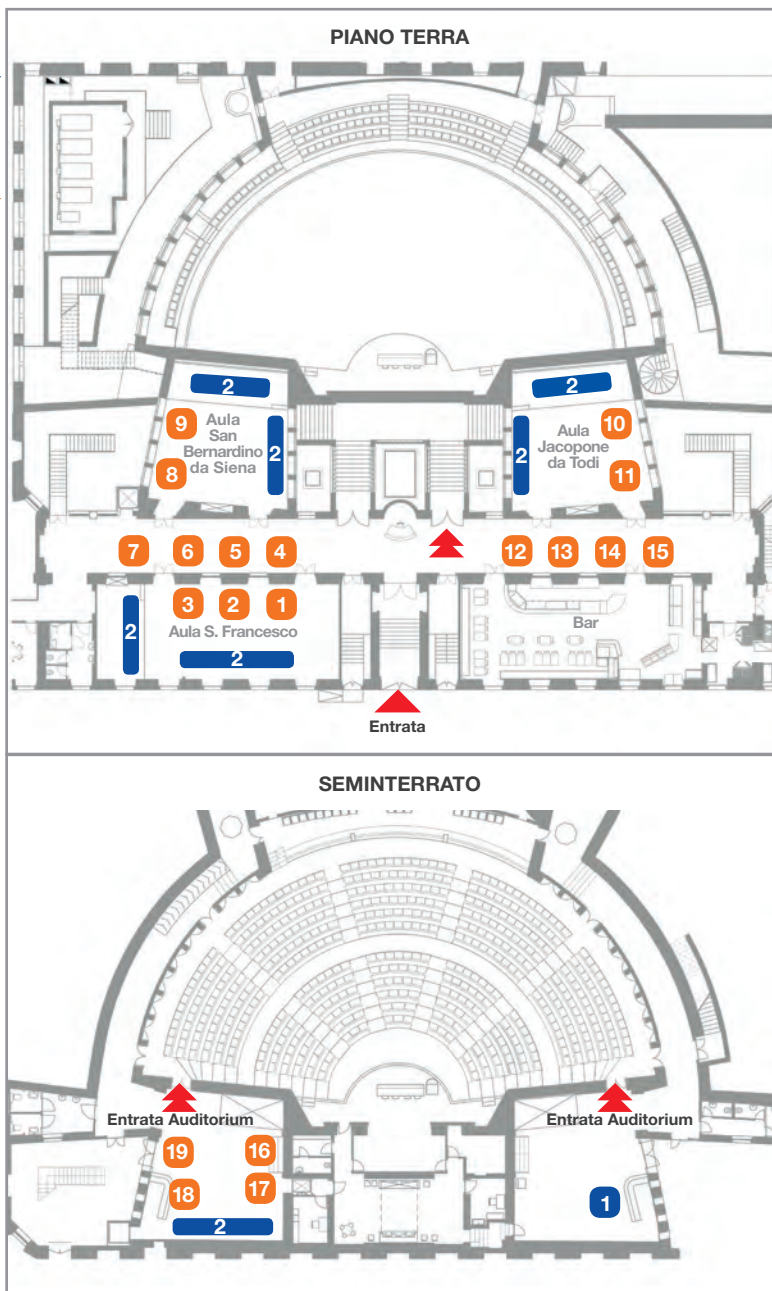 PIANO TERRA
2
2
9
Aula
San
Bernardino
da Siena
8
2
2
Aula
Jacopone
da Todi
10
11
7
6
5
4
12
13
14
15
2
3
2
1
Aula S. Francesco
2
Bar
Entrata
SEMINTERRATO
Entrata Auditorium
Entrata Auditorium
19
16
18
17
2
1